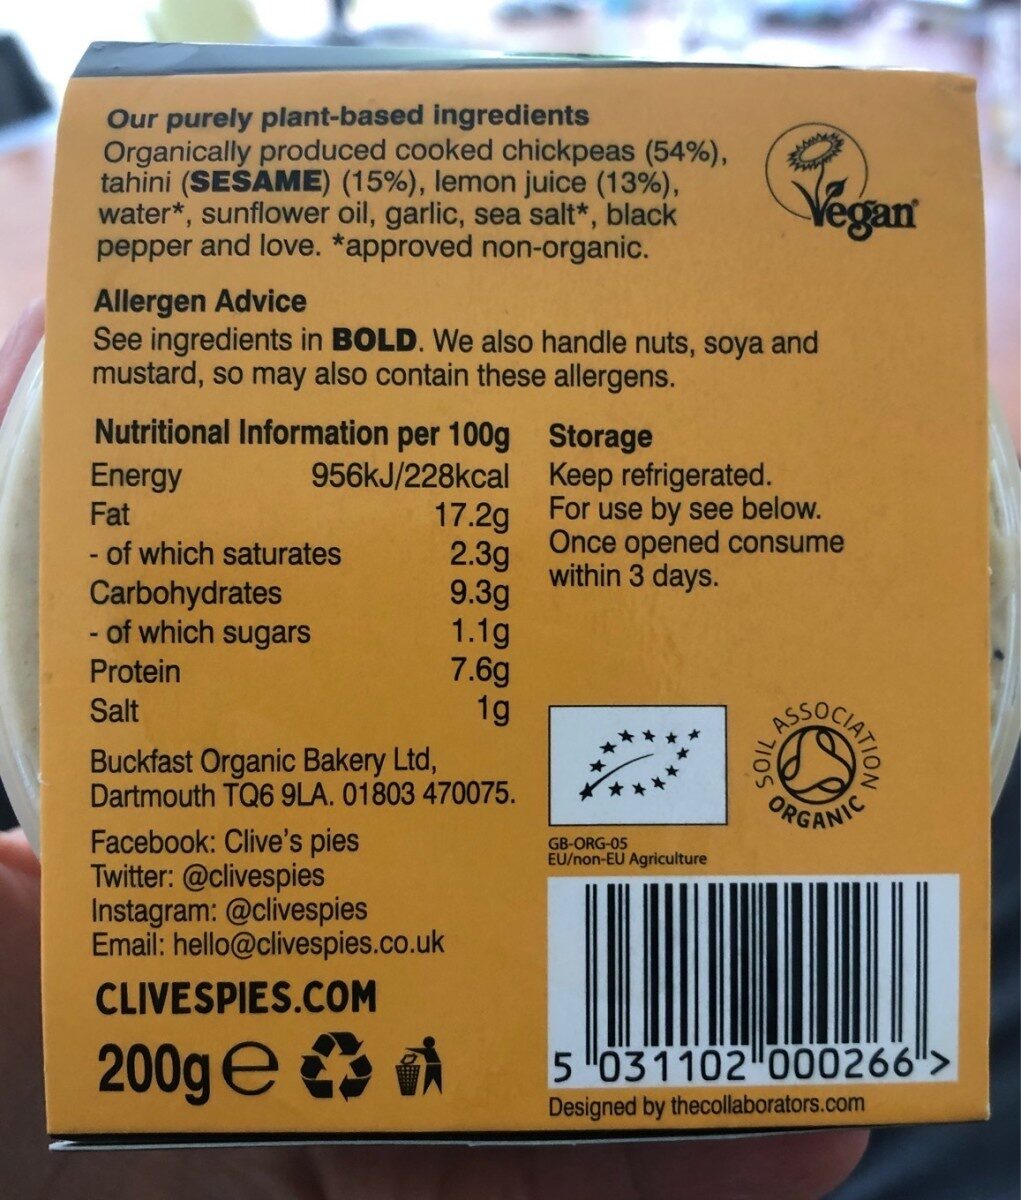 Our purely plant-based ingredients
Organically produced cooked chickpeas (54%),
tahini (SESAME) (15%), lemon juice (13%),
water*, sunflower oil, garlic, sea salt*, black
pepper and love. *approved non-organic.
Vegan
Allergen Advice
See ingredients in BOLD. We also handle nuts, soya and
mustard, so may also contain these allergens.
Nutritional Information per 100g
Energy 956kJ/228kcal
Fat 17.2g
- of which saturates 2.3g
Carbohydrates 9.3g
- of which sugars 1.1g
Protein 7.6g
Salt 1g
Storage
Keep refrigerated.
For use by see below.
Once opened consume
within 3 days.
Buckfast Organic Bakery Ltd,
Dartmouth TQ6 9LA. 01803 470075.
Facebook: Clive's pies
Twitter: @clivespies
Instagram: @clivespies
Email: hello@clivespies.co.uk
CLIVESPIES.COM
200g e
SOIL ASSOCIATION
ORGANIC
GB-ORG-05
EU/non-EU Agriculture
5 031102 000266 >
Designed by thecollaborators.com